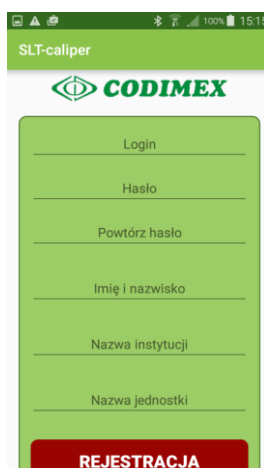 100% 15:15
SLT-caliper
CODIMEX
Login
Hasło
Powtórz hasło
Imię i nazwisko
Nazwa instytucji
Nazwa jednostki
REJESTRACJA